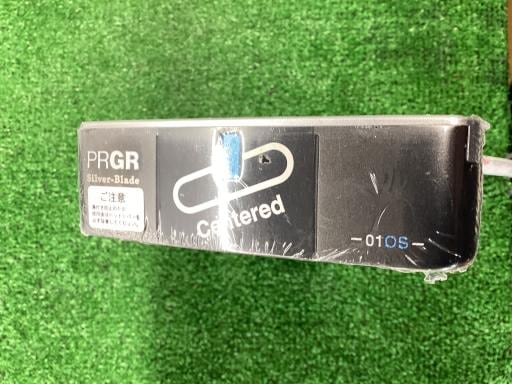 PRGR
Silver-Blade
ご注意
Centered
-01OS-